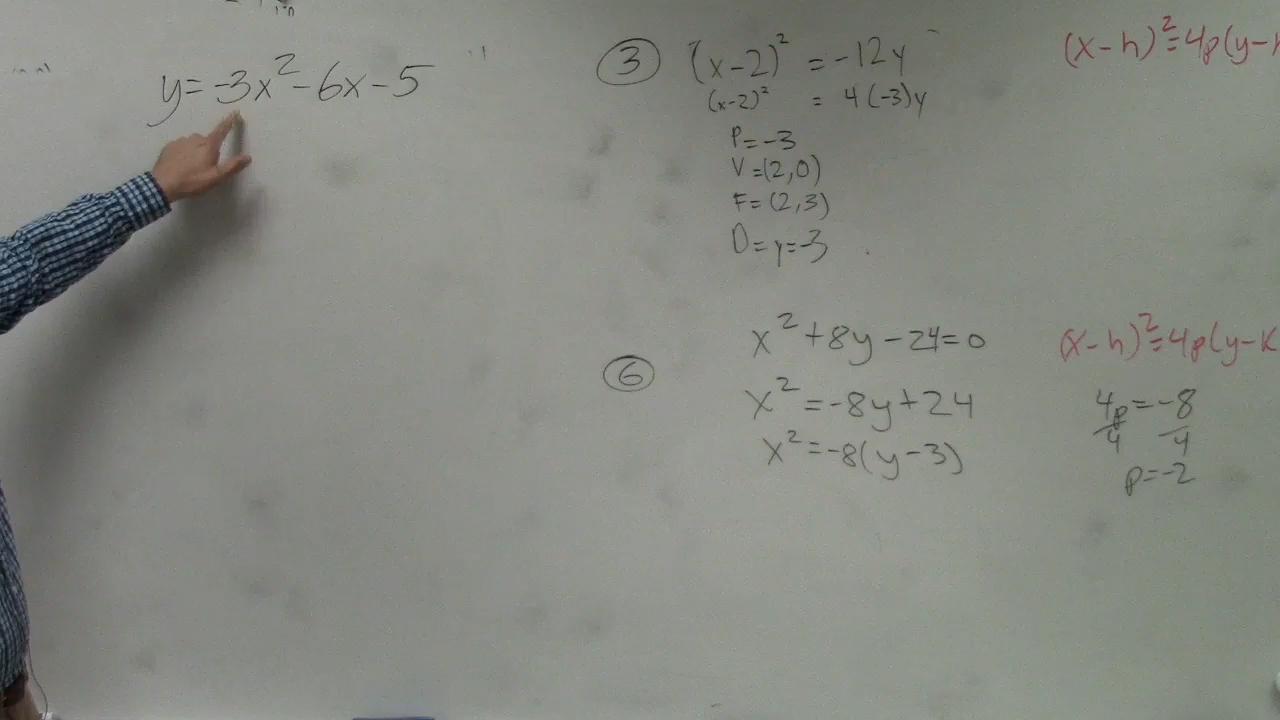 y=-3x²-6x-5
③ (x-2)² = -12y
(x-2)² = 4(-3)y
P=-3
V=(2,0)
F=(2,3)
D=y=-3
(x-h)²=4p(y-
⑥ x²+8y-24=0
x²=-8y+24
x²=-8(y-3)
(x-h)²=4p(y-K
4p=-8
4 4
p=-2